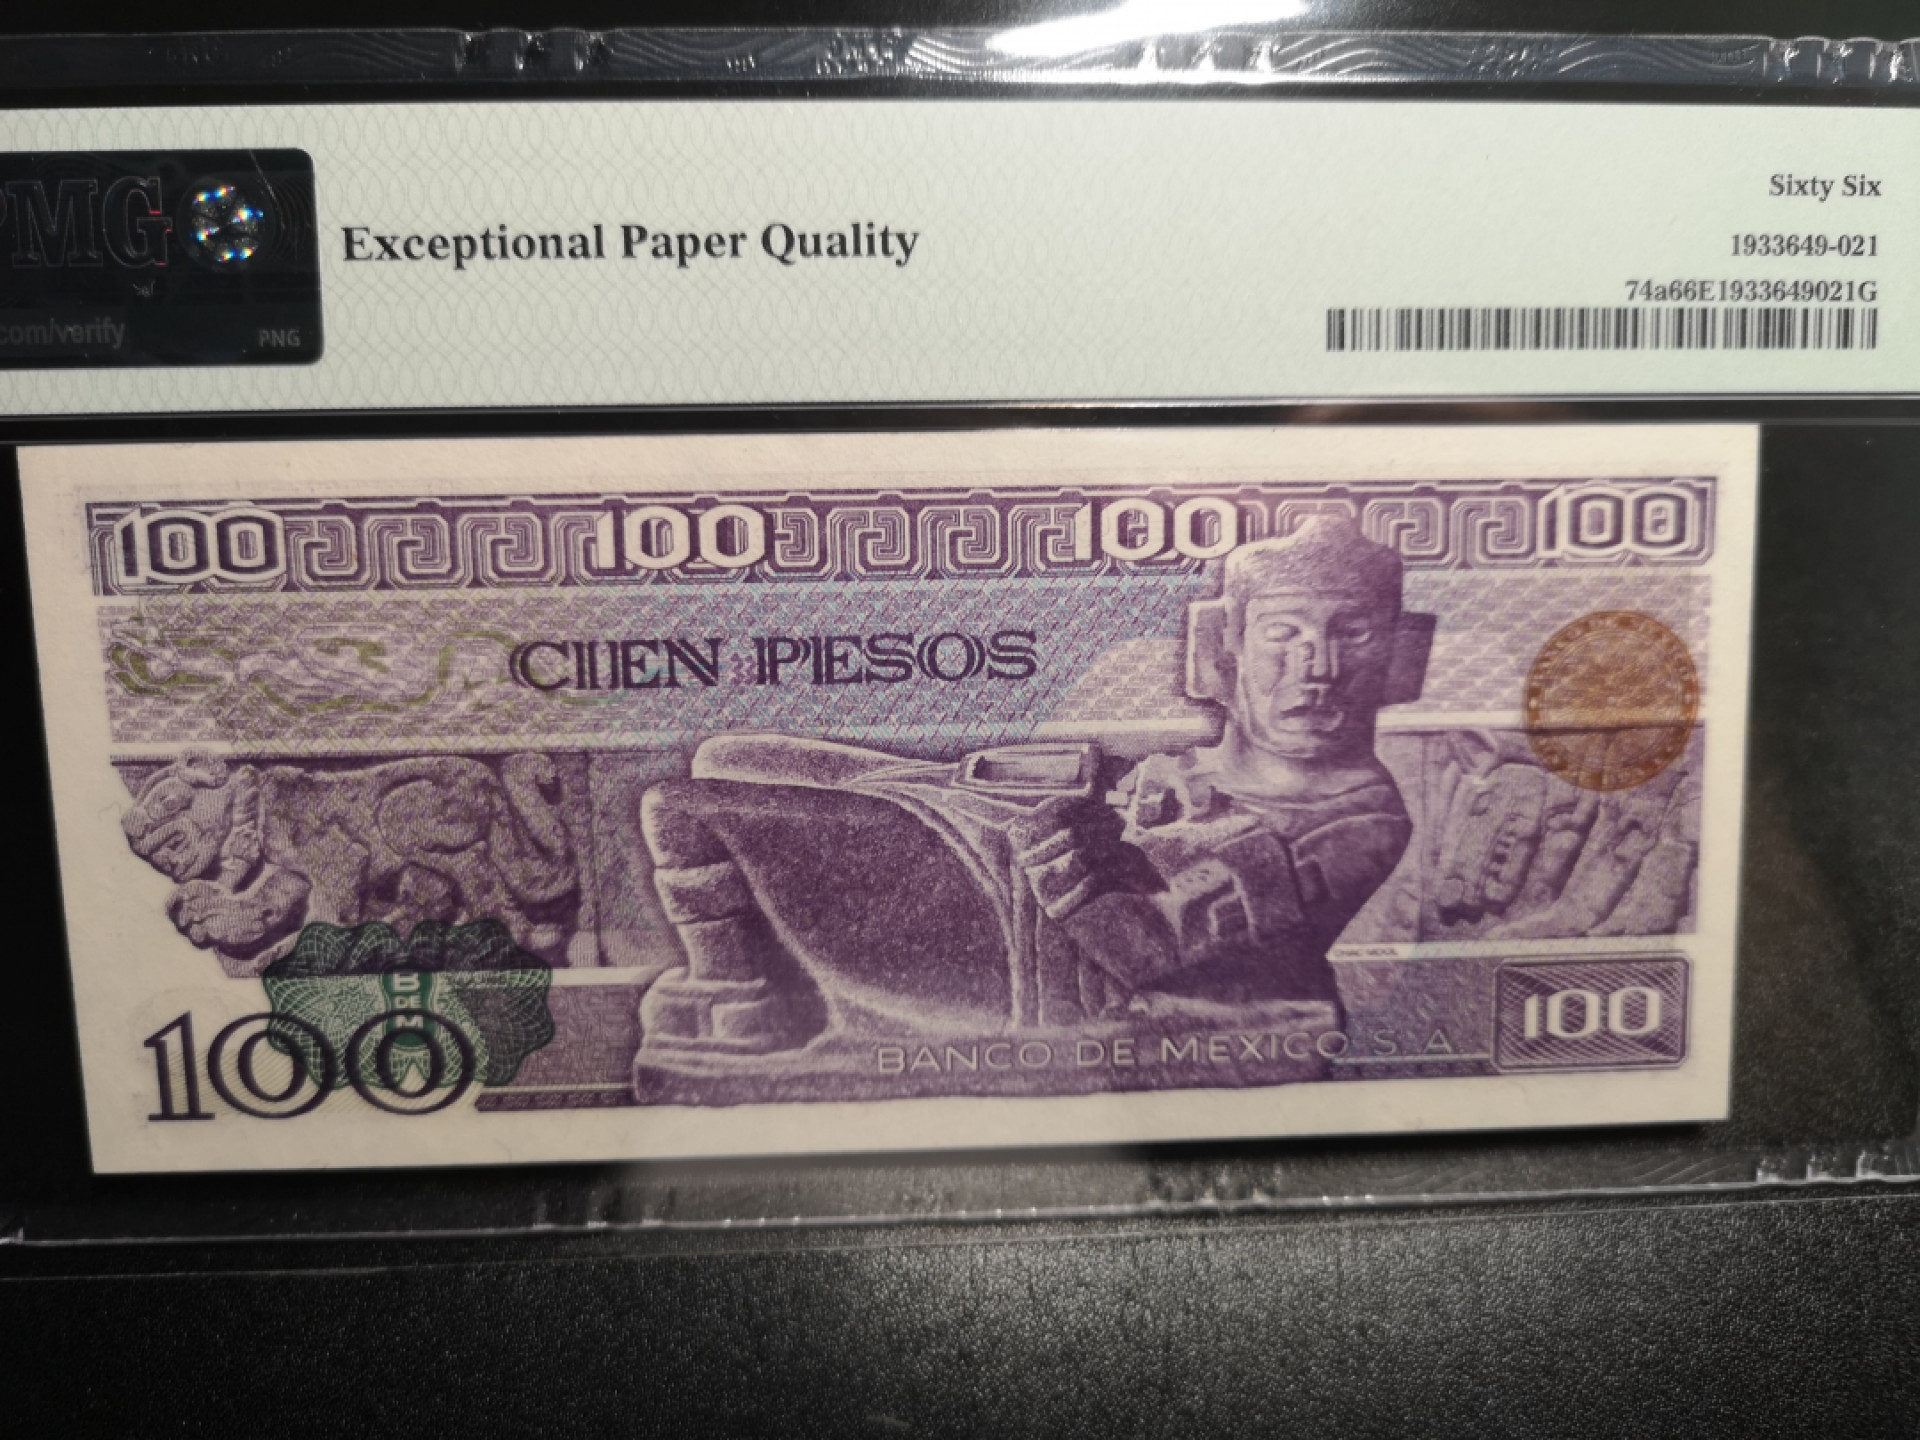 PMG
Sixty Six
Exceptional Paper Quality
1933649-021
74a66E1933649021G
.com/verify
PNG
100 100 100 100
CIEN PESOS
B
DE
M
100
BANCO DE MEXICO S. A.
100